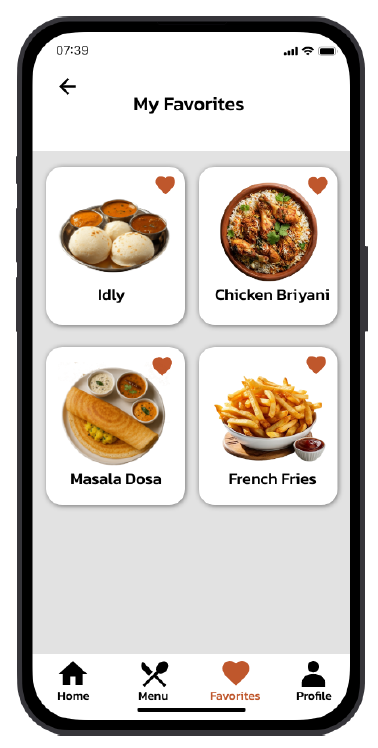 07:39
My Favorites
Idly
Chicken Briyani
Masala Dosa
French Fries
Home
Menu
Favorites
Profile